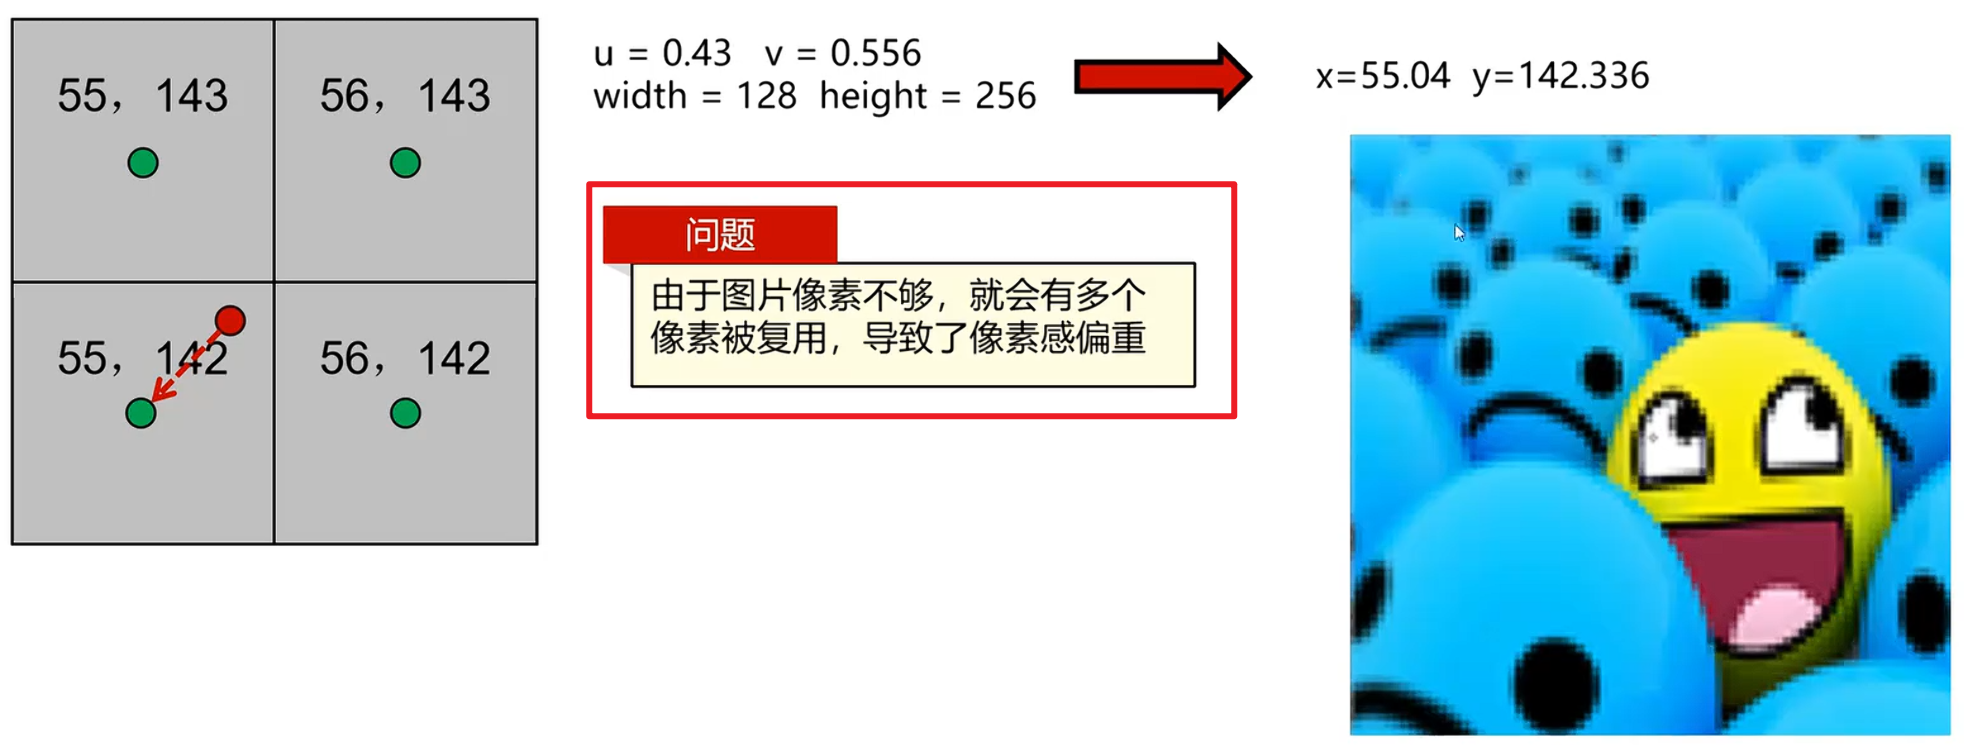 55， 143
56， 143
55， 142
56， 142
u = 0.43 v = 0.556
width = 128 height = 256
x=55.04 y=142.336
问题
由于图片像素不够，就会有多个
像素被复用，导致了像素感偏重